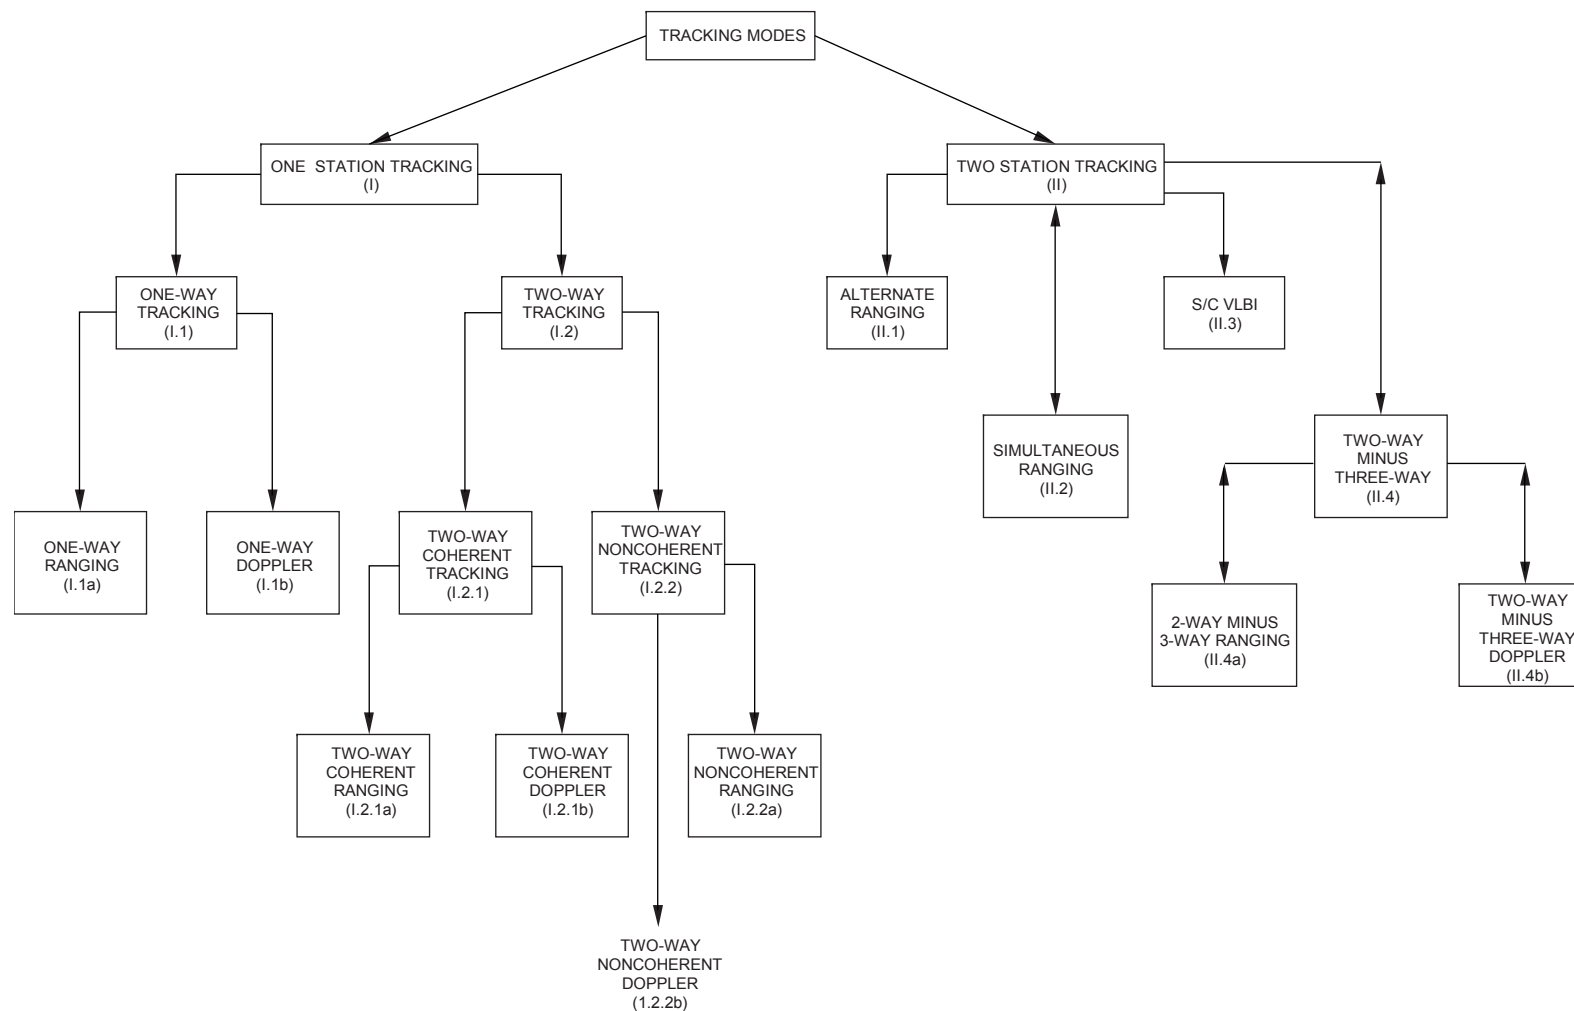 TRACKING MODES
ONE STATION TRACKING
(I)
TWO STATION TRACKING
(II)
ONE-WAY
TRACKING
(I.1)
TWO-WAY
TRACKING
(I.2)
ALTERNATE
RANGING
(II.1)
S/C VLBI
(II.3)
SIMULTANEOUS
RANGING
(II.2)
TWO-WAY
MINUS
THREE-WAY
(II.4)
ONE-WAY
RANGING
(I.1a)
ONE-WAY
DOPPLER
(I.1b)
TWO-WAY
COHERENT
TRACKING
(I.2.1)
TWO-WAY
NONCOHERENT
TRACKING
(I.2.2)
2-WAY MINUS
3-WAY RANGING
(II.4a)
TWO-WAY
MINUS
THREE-WAY
DOPPLER
(II.4b)
TWO-WAY
COHERENT
RANGING
(I.2.1a)
TWO-WAY
COHERENT
DOPPLER
(I.2.1b)
TWO-WAY
NONCOHERENT
RANGING
(I.2.2a)
TWO-WAY
NONCOHERENT
DOPPLER
(1.2.2b)